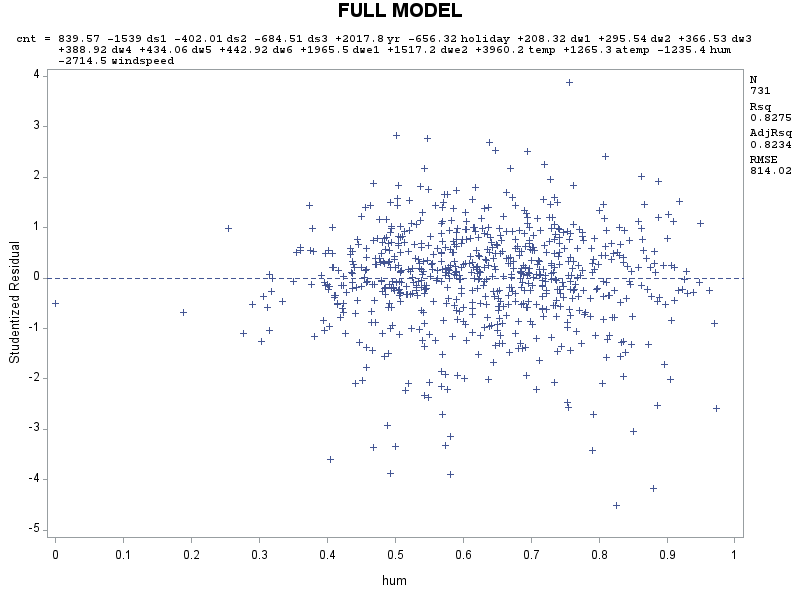 FULL MODEL
cnt = 839.57 -1539 ds1 -402.01 ds2 -684.51 ds3 +2017.8 yr -656.32 holiday +208.32 dw1 +295.54 dw2 +366.53 dw3
+388.92 dw4 +434.06 dw5 +442.92 dw6 +1965.5 dwe1 +1517.2 dwe2 +3960.2 temp +1265.3 atemp -1235.4 hum
-2714.5 windspeed
N
731
Rsq
0.8275
AdjRsq
0.8234
RMSE
814.02
Studentized Residual
4
3
2
1
0
-1
-2
-3
-4
-5
0 0.1 0.2 0.3 0.4 0.5 0.6 0.7 0.8 0.9 1
hum